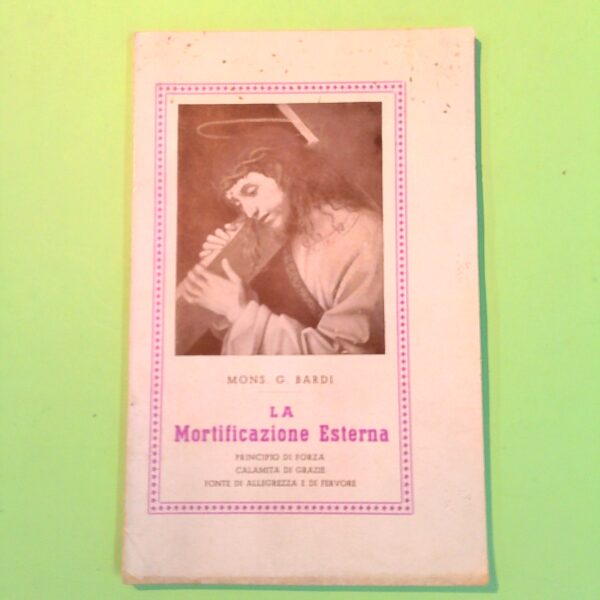 MONS. G. BARDI
LA
Mortificazione Esterna
PRINCIPIO DI FORZA
CALAMITA DI GRAZIE
FONTE DI ALLEGREZZA E DI FERVORE